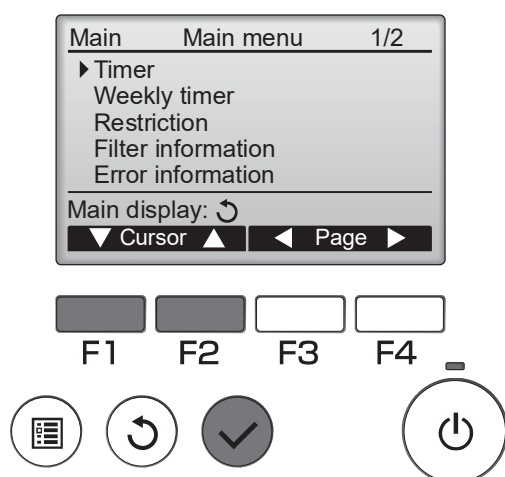 Main Main menu 1/2
Timer
Weekly timer
Restriction
Filter information
Error information
Main display:
Cursor Page
F1 F2 F3 F4